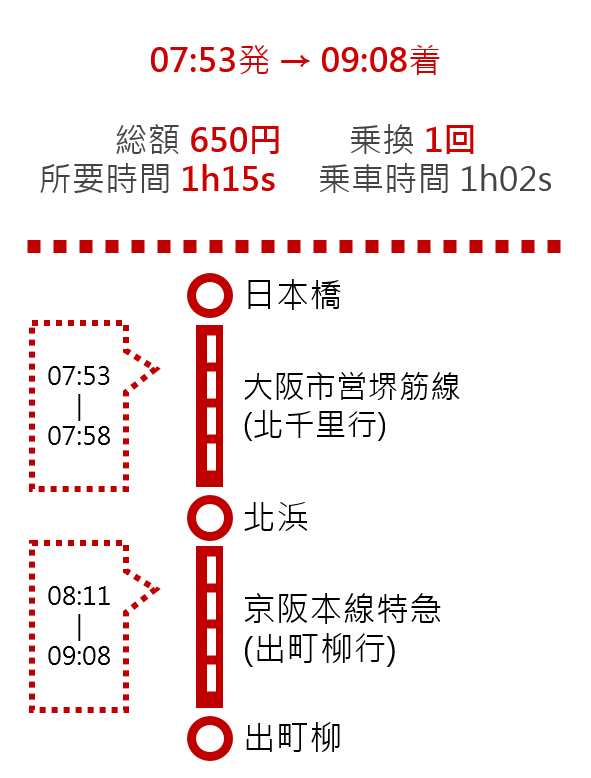 07:53発 → 09:08着
総額 650円 乗換 1回
所要時間 1h15s 乗車時間 1h02s
日本橋
07:53
|
07:58
大阪市営堺筋線
(北千里行)
北浜
08:11
|
09:08
京阪本線特急
(出町柳行)
出町柳